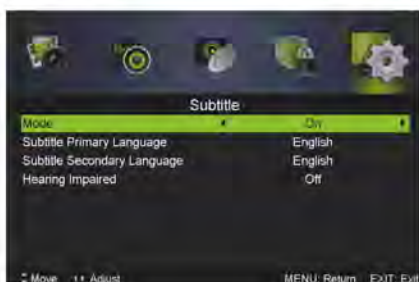 Subtitle
Mode On
Subtitle Primary Language English
Subtitle Secondary Language English
Hearing Impaired Off
Move Adjust MENU: Return EXIT: Exit